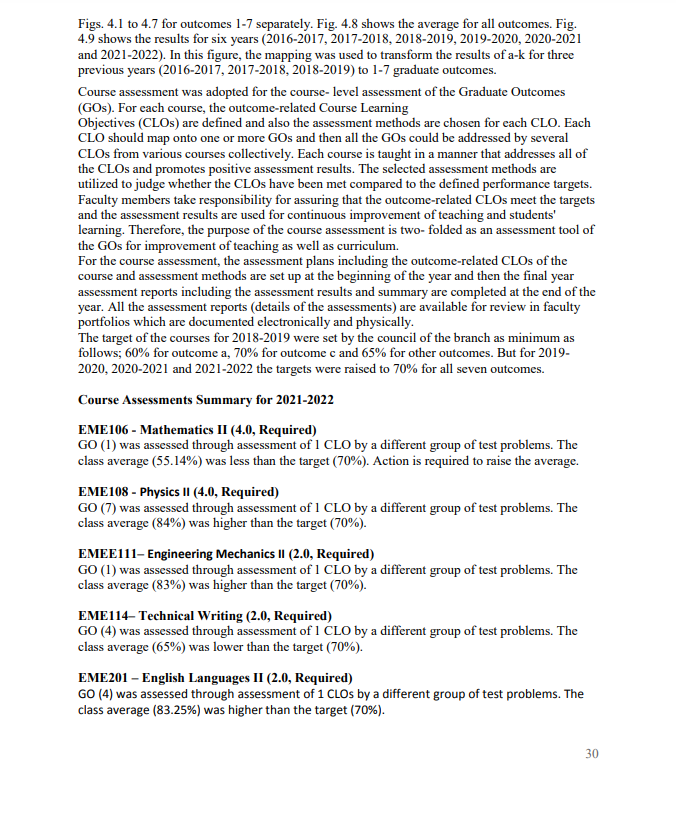 Figs. 4.1 to 4.7 for outcomes 1-7 separately. Fig. 4.8 shows the average for all outcomes. Fig.
4.9 shows the results for six years (2016-2017, 2017-2018, 2018-2019, 2019-2020, 2020-2021
and 2021-2022). In this figure, the mapping was used to transform the results of a-k for three
previous years (2016-2017, 2017-2018, 2018-2019) to 1-7 graduate outcomes.
Course assessment was adopted for the course- level assessment of the Graduate Outcomes
(GOs). For each course, the outcome-related Course Learning
Objectives (CLOs) are defined and also the assessment methods are chosen for each CLO. Each
CLO should map onto one or more GOs and then all the GOs could be addressed by several
CLOs from various courses collectively. Each course is taught in a manner that addresses all of
the CLOs and promotes positive assessment results. The selected assessment methods are
utilized to judge whether the CLOs have been met compared to the defined performance targets.
Faculty members take responsibility for assuring that the outcome-related CLOs meet the targets
and the assessment results are used for continuous improvement of teaching and students'
learning. Therefore, the purpose of the course assessment is two- folded as an assessment tool of
the GOs for improvement of teaching as well as curriculum.
For the course assessment, the assessment plans including the outcome-related CLOs of the
course and assessment methods are set up at the beginning of the year and then the final year
assessment reports including the assessment results and summary are completed at the end of the
year. All the assessment reports (details of the assessments) are available for review in faculty
portfolios which are documented electronically and physically.
The target of the courses for 2018-2019 were set by the council of the branch as minimum as
follows; 60% for outcome a, 70% for outcome c and 65% for other outcomes. But for 2019-
2020, 2020-2021 and 2021-2022 the targets were raised to 70% for all seven outcomes.
Course Assessments Summary for 2021-2022
EME106 - Mathematics II (4.0, Required)
GO (1) was assessed through assessment of 1 CLO by a different group of test problems. The
class average (55.14%) was less than the target (70%). Action is required to raise the average.
EME108 - Physics II (4.0, Required)
GO (7) was assessed through assessment of 1 CLO by a different group of test problems. The
class average (84%) was higher than the target (70%).
EMEE111– Engineering Mechanics II (2.0, Required)
GO (1) was assessed through assessment of 1 CLO by a different group of test problems. The
class average (83%) was higher than the target (70%).
EME114– Technical Writing (2.0, Required)
GO (4) was assessed through assessment of 1 CLO by a different group of test problems. The
class average (65%) was lower than the target (70%).
EME201 – English Languages II (2.0, Required)
GO (4) was assessed through assessment of 1 CLOs by a different group of test problems. The
class average (83.25%) was higher than the target (70%).
30